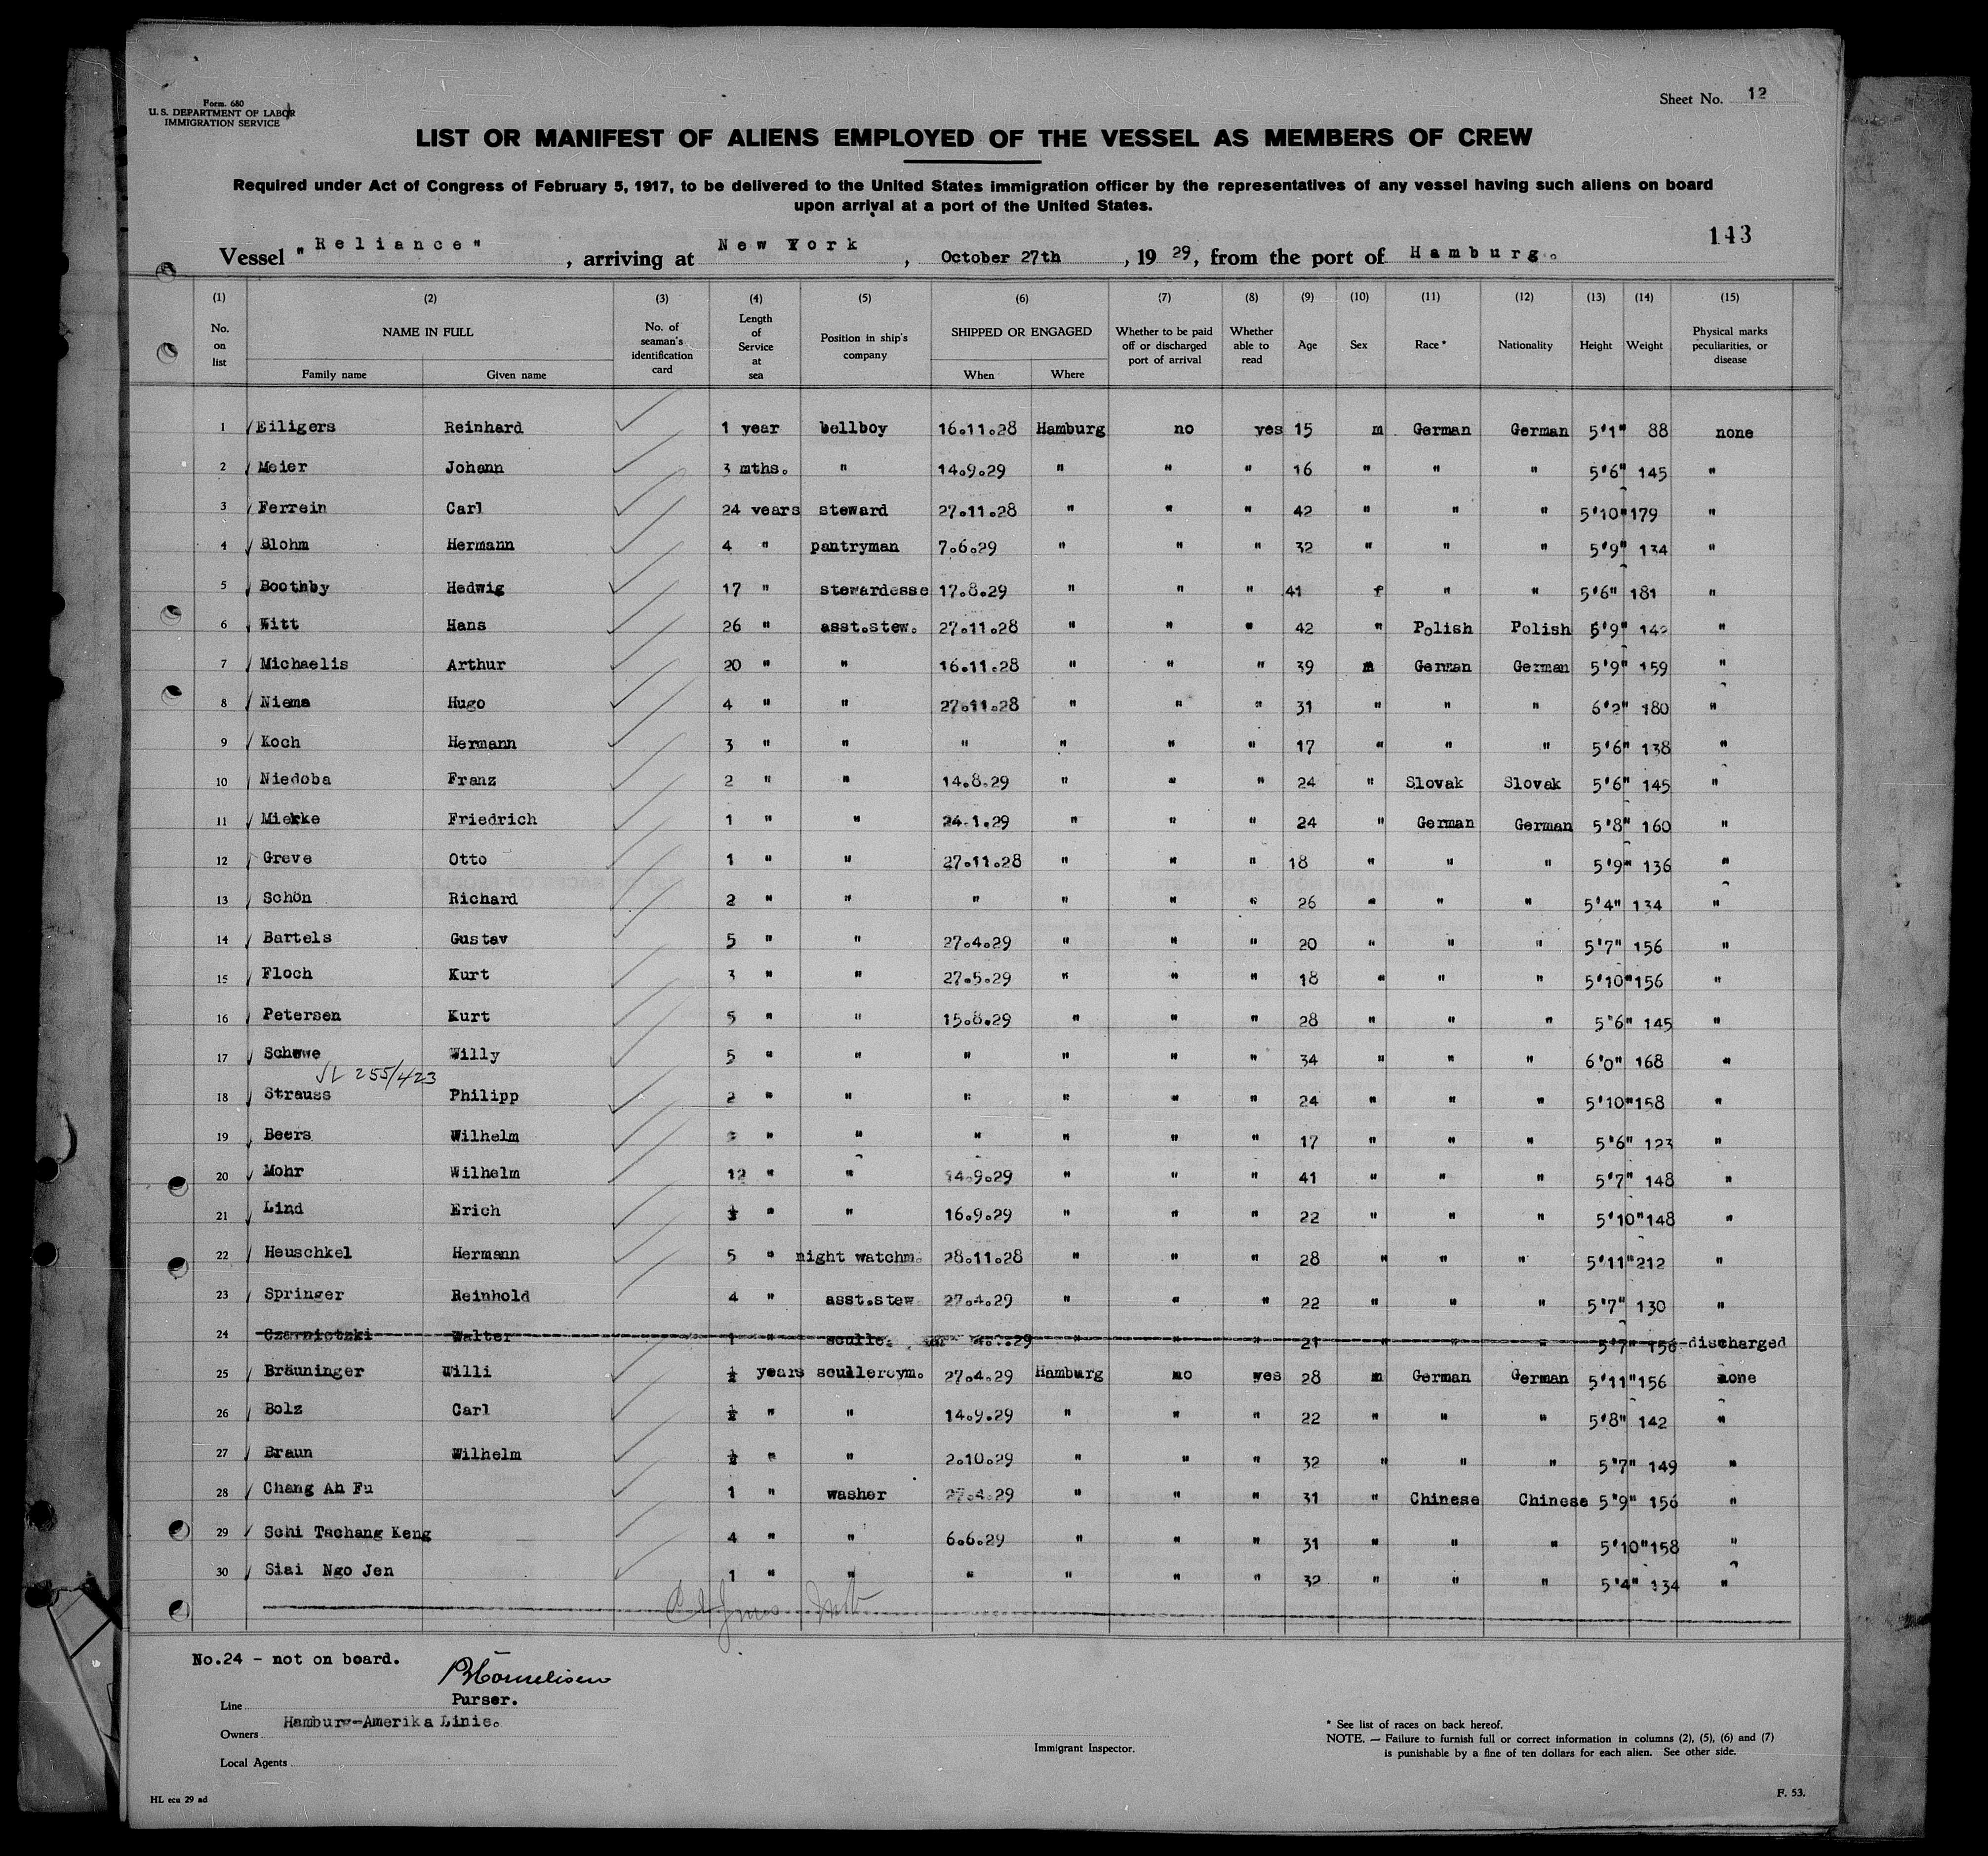 Form. 680
U. S. DEPARTMENT OF LABOR
IMMIGRATION SERVICE
Sheet No. 12
LIST OR MANIFEST OF ALIENS EMPLOYED OF THE VESSEL AS MEMBERS OF CREW
Required under Act of Congress of February 5, 1917, to be delivered to the United States immigration officer by the representatives of any vessel having such aliens on board
upon arrival at a port of the United States.
143
Vessel "Reliance", arriving at New York, October 27th, 1929, from the port of Hamburg.
(1) (2) (3) (4) (5) (6) (7) (8) (9) (10) (11) (12) (13) (14) (15)
No. on list NAME IN FULL Family name Given name No. of seaman's identification card Length of Service at sea Position in ship's company SHIPPED OR ENGAGED When Where Whether to be paid off or discharged port of arrival Whether able to read Age Sex Race * Nationality Height Weight Physical marks peculiarities, or disease
1 Eiligers Reinhard 1 year bellboy 16.11.28 Hamburg no yes 15 m German German 5'1" 88 none
2 Meier Johann 3 mths. " 14.9.29 " " " 16 " " " 5'6" 145 "
3 Ferrein Carl 24 years steward 27.11.28 " " " 42 " " " 5'10" 179 "
4 Blohm Hermann 4 " pantryman 7.6.29 " " " 32 " " " 5'9" 134 "
5 Boothby Hedwig 17 " stewardesse 17.8.29 " " " 41 f " " 5'6" 181 "
6 Witt Hans 26 " asst.stew. 27.11.28 " " " 42 " Polish Polish 5'9" 142 "
7 Michaelis Arthur 20 " " 16.11.28 " " " 39 m German German 5'9" 159 "
8 Niema Hugo 4 " " 27.11.28 " " " 31 " " " 6'2" 180 "
9 Koch Hermann 3 " " " " " " 17 " " " 5'6" 138 "
10 Niedoba Franz 2 " " 14.8.29 " " " 24 " Slovak Slovak 5'6" 145 "
11 Mierke Friedrich 1 " " 24.1.29 " " " 24 " German German 5'8" 160 "
12 Greve Otto 1 " " 27.11.28 " " " 18 " " " 5'9" 136 "
13 Schön Richard 2 " " " " " " 26 " " " 5'4" 134 "
14 Bartels Gustav 5 " " 27.4.29 " " " 20 " " " 5'7" 156 "
15 Floch Kurt 3 " " 27.5.29 " " " 18 " " " 5'10" 156 "
16 Petersen Kurt 5 " " 15.8.29 " " " 28 " " " 5'6" 145 "
17 Schewe Willy 5 " " " " " " 34 " " " 6'0" 168 "
255/423
18 Strauss Philipp 2 " " " " " " 24 " " " 5'10" 158 "
19 Beers Wilhelm " " " " " " 17 " " " 5'6" 123 "
20 Mohr Wilhelm 12 " " 14.9.29 " " " 41 " " " 5'7" 148 "
21 Lind Erich " " 16.9.29 " " " 22 " " " 5'10" 148 "
22 Heuschkel Hermann 5 " night watchm. 28.11.28 " " " 28 " " " 5'11" 212 "
23 Springer Reinhold 4 " asst.stew 27.4.29 " " " 22 " " " 5'7" 130 "
24 Czarnietzki Walter 1 " " " " 21 " " " 5'7" 156 discharged
25 Bräuninger Willi ½ years scullerym. 27.4.29 Hamburg no yes 28 m German German 5'11" 156 none
26 Bolz Carl ½ " " 14.9.29 " " " 22 " " " 5'8" 142 "
27 Braun Wilhelm ½ " " 2.10.29 " " " 32 " " " 5'7" 149 "
28 Chang Ah Fu 1 " washer 27.4.29 " " " 31 " Chinese Chinese 5'9" 156 "
29 Schi Tschang Keng 4 " " 6.6.29 " " " 31 " " " 5'10" 158 "
30 Siai Ngo Jen 1 " " " " " " 32 " " " 5'4" 134 "
No.24 - not on board.
Purser.
Line
Owners Hamburg-Amerika Linie.
Local Agents
Immigrant Inspector.
* See list of races on back hereof.
NOTE. — Failure to furnish full or correct information in columns (2), (5), (6) and (7)
is punishable by a fine of ten dollars for each alien. See other side.
HL ecu 29 ad
F. 53.